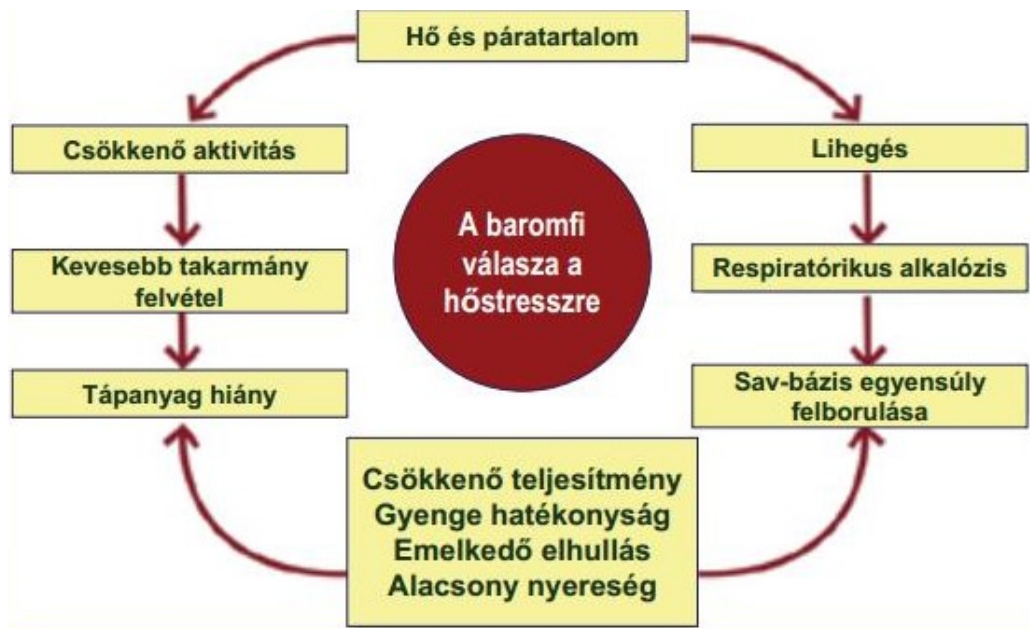 Hő és páratartalom
Csökkenő aktivitás
Lihegés
A baromfi
válasza a
hőstresszre
Kevesebb takarmány
felvétel
Respiratórikus alkalózis
Tápanyag hiány
Sav-bázis egyensúly
felborulása
Csökkenő teljesítmény
Gyenge hatékonyság
Emelkedő elhullás
Alacsony nyereség